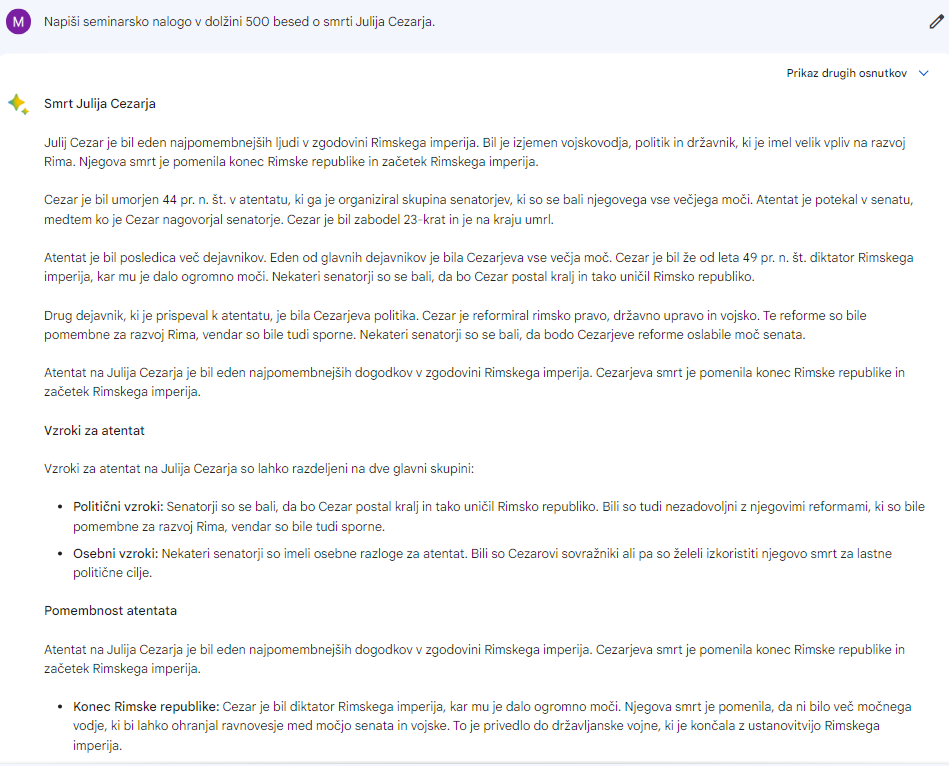 M
Napiši seminarsko nalogo v dolžini 500 besed o smrti Julija Cezarja.
Prikaz drugih osnutkov
Smrt Julija Cezarja
Julij Cezar je bil eden najpomembnejših ljudi v zgodovini Rimskega imperija. Bil je izjemen vojskovodja, politik in državnik, ki je imel velik vpliv na razvoj
Rima. Njegova smrt je pomenila konec Rimske republike in začetek Rimskega imperija.
Cezar je bil umorjen 44 pr. n. št. v atentatu, ki ga je organiziral skupina senatorjev, ki so se bali njegovega vse večjega moči. Atentat je potekal v senatu,
medtem ko je Cezar nagovorjal senatorje. Cezar je bil zabodel 23-krat in je na kraju umrl.
Atentat je bil posledica več dejavnikov. Eden od glavnih dejavnikov je bila Cezarjeva vse večja moč. Cezar je bil že od leta 49 pr. n. št. diktator Rimskega
imperija, kar mu je dalo ogromno moči. Nekateri senatorji so se bali, da bo Cezar postal kralj in tako uničil Rimsko republiko.
Drug dejavnik, ki je prispeval k atentatu, je bila Cezarjeva politika. Cezar je reformiral rimsko pravo, državno upravo in vojsko. Te reforme so bile
pomembne za razvoj Rima, vendar so bile tudi sporne. Nekateri senatorji so se bali, da bodo Cezarjeve reforme oslabile moč senata.
Atentat na Julija Cezarja je bil eden najpomembnejših dogodkov v zgodovini Rimskega imperija. Cezarjeva smrt je pomenila konec Rimske republike in
začetek Rimskega imperija.
Vzroki za atentat
Vzroki za atentat na Julija Cezarja so lahko razdeljeni na dve glavni skupini:
• Politični vzroki: Senatorji so se bali, da bo Cezar postal kralj in tako uničil Rimsko republiko. Bili so tudi nezadovoljni z njegovimi reformami, ki so bile
pomembne za razvoj Rima, vendar so bile tudi sporne.
• Osebni vzroki: Nekateri senatorji so imeli osebne razloge za atentat. Bili so Cezarovi sovražniki ali pa so želeli izkoristiti njegovo smrt za lastne
politične cilje.
Pomembnost atentata
Atentat na Julija Cezarja je bil eden najpomembnejših dogodkov v zgodovini Rimskega imperija. Cezarjeva smrt je pomenila konec Rimske republike in
začetek Rimskega imperija.
• Konec Rimske republike: Cezar je bil diktator Rimskega imperija, kar mu je dalo ogromno moči. Njegova smrt je pomenila, da ni bilo več močnega
vodje, ki bi lahko ohranjal ravnovesje med močjo senata in vojske. To je privedlo do državljanske vojne, ki je končala z ustanovitvijo Rimskega
imperija.